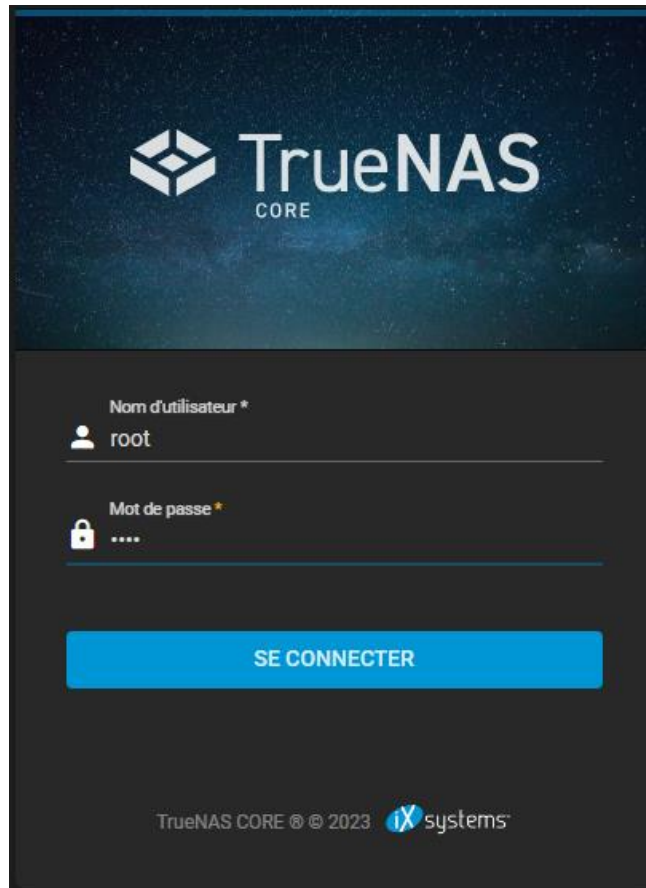 TrueNAS
CORE
Nom d'utilisateur *
root
Mot de passe *
••••
SE CONNECTER
TrueNAS CORE ® © 2023 iX systems